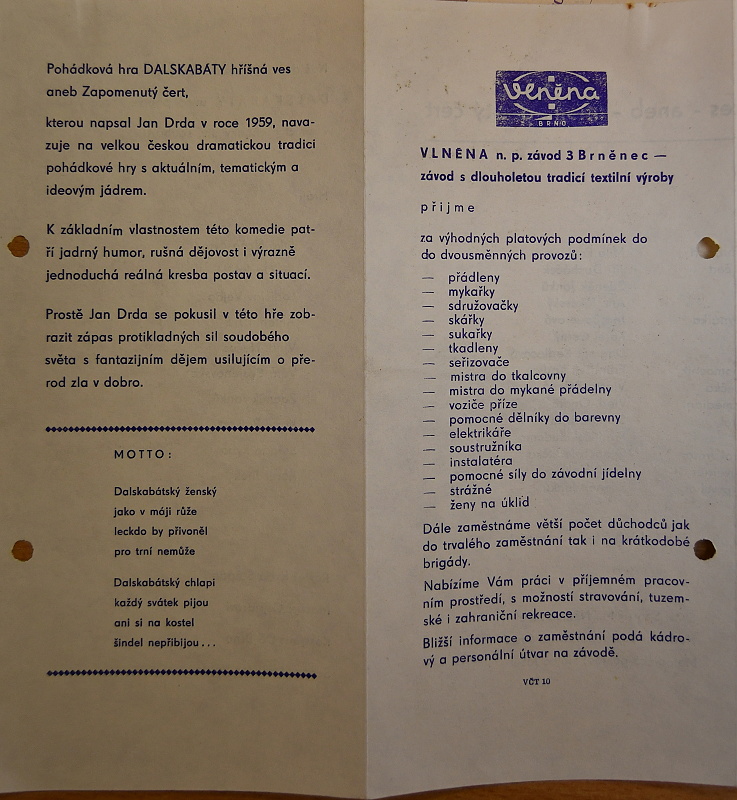 Pohádková hra DALSKABÁTY hříšná ves
aneb Zapomenutý čert,
kterou napsal Jan Drda v roce 1959, nava-
zuje na velkou českou dramatickou tradici
pohádkové hry s aktuálním, tematickým a
ideovým jádrem.
K základním vlastnostem této komedie pat-
ří jadrný humor, rušná dějovost i výrazně
jednoduchá reálná kresba postav a situací.
Prostě Jan Drda se pokusil v této hře zob-
razit zápas protikladných sil soudobého
světa s fantazijním dějem usilujícím o pře-
rod zla v dobro.
MOTTO:
Dalskabátský ženský
jako v máji růže
leckdo by přivoněl
pro trní nemůže
Dalskabátský chlapi
každý svátek pijou
ani si na kostel
šindel nepřibijou...
vlněna
BRNO
VLNĚNA n. p. závod 3 Brněnec —
závod s dlouholetou tradicí textilní výroby
přijme
za výhodných platových podmínek do
do dvousměnných provozů:
— přádleny
— mykařky
— sdružovačky
— skářky
— sukařky
— tkadleny
— seřizovače
— mistra do tkalcovny
— mistra do mykané přádelny
— voziče příze
— pomocné dělníky do barevny
— elektrikáře
— soustružníka
— instalatéra
— pomocné síly do závodní jídelny
— strážné
— ženy na úklid
Dále zaměstnáme větší počet důchodců jak
do trvalého zaměstnání tak i na krátkodobé
brigády.
Nabízíme Vám práci v příjemném pracov-
ním prostředí, s možností stravování, tuzem-
ské i zahraniční rekreace.
Bližší informace o zaměstnání podá kádro-
vý a personální útvar na závodě.
VČT 10